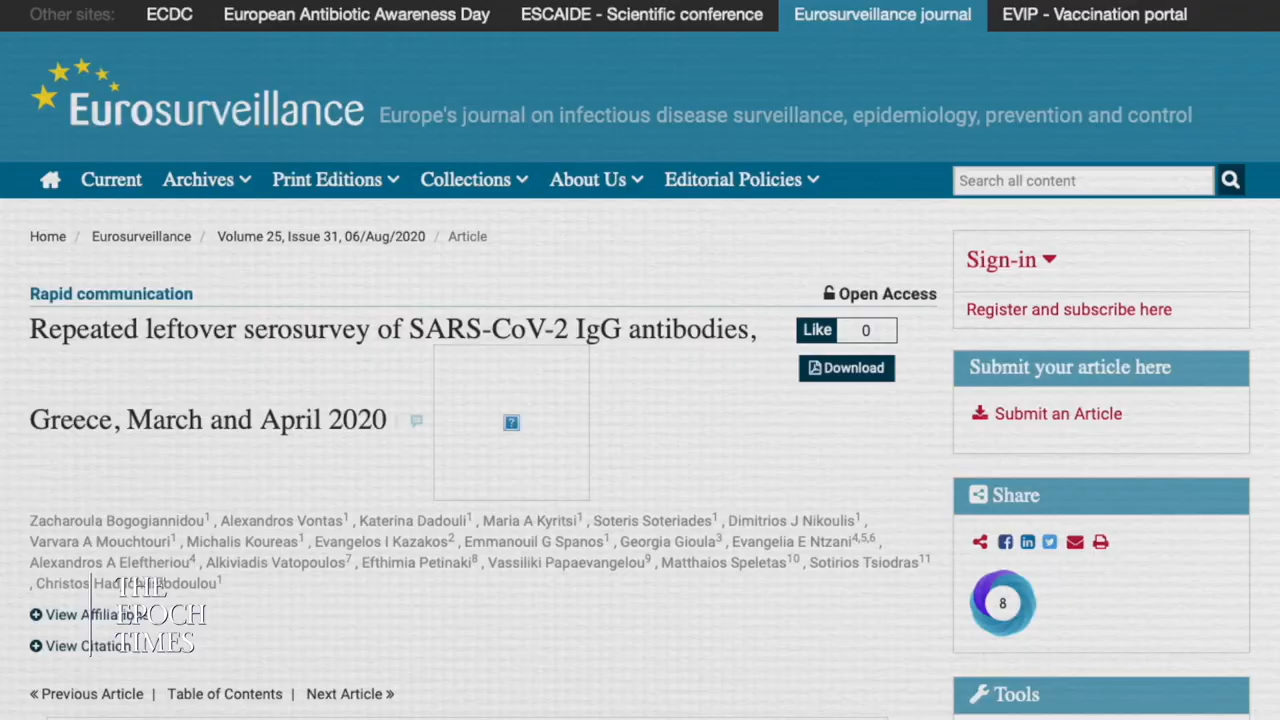 Other sites: ECDC European Antibiotic Awareness Day ESCAIDE - Scientific conference Eurosurveillance journal EVIP - Vaccination portal
Eurosurveillance Europe's journal on infectious disease surveillance, epidemiology, prevention and control
Current Archives Print Editions Collections About Us Editorial Policies Search all content
Home / Eurosurveillance / Volume 25, Issue 31, 06/Aug/2020 / Article
Sign-in
Register and subscribe here
Rapid communication Open Access
Repeated leftover serosurvey of SARS-CoV-2 IgG antibodies,
Like 0
Download
Greece, March and April 2020
Submit your article here
Submit an Article
Zacharoula Bogogiannidou1 , Alexandros Vontas1 , Katerina Dadouli1 , Maria A Kyritsi1 , Soteris Soteriades1 , Dimitrios J Nikoulis1 ,
Varvara A Mouchtouri1 , Michalis Koureas1 , Evangelos I Kazakos2 , Emmanouil G Spanos1 , Georgia Gioula3 , Evangelia E Ntzani4,5,6 ,
Alexandros A Eleftheriou4 , Alkiviadis Vatopoulos7 , Efthimia Petinaki8 , Vassiliki Papaevangelou9 , Matthaios Speletas10 , Sotirios Tsiodras11
, Christos Hadjichristodoulou1
View Affiliations
View Citation
THE
EPOCH
TIMES
« Previous Article | Table of Contents | Next Article »
Share
8
Tools